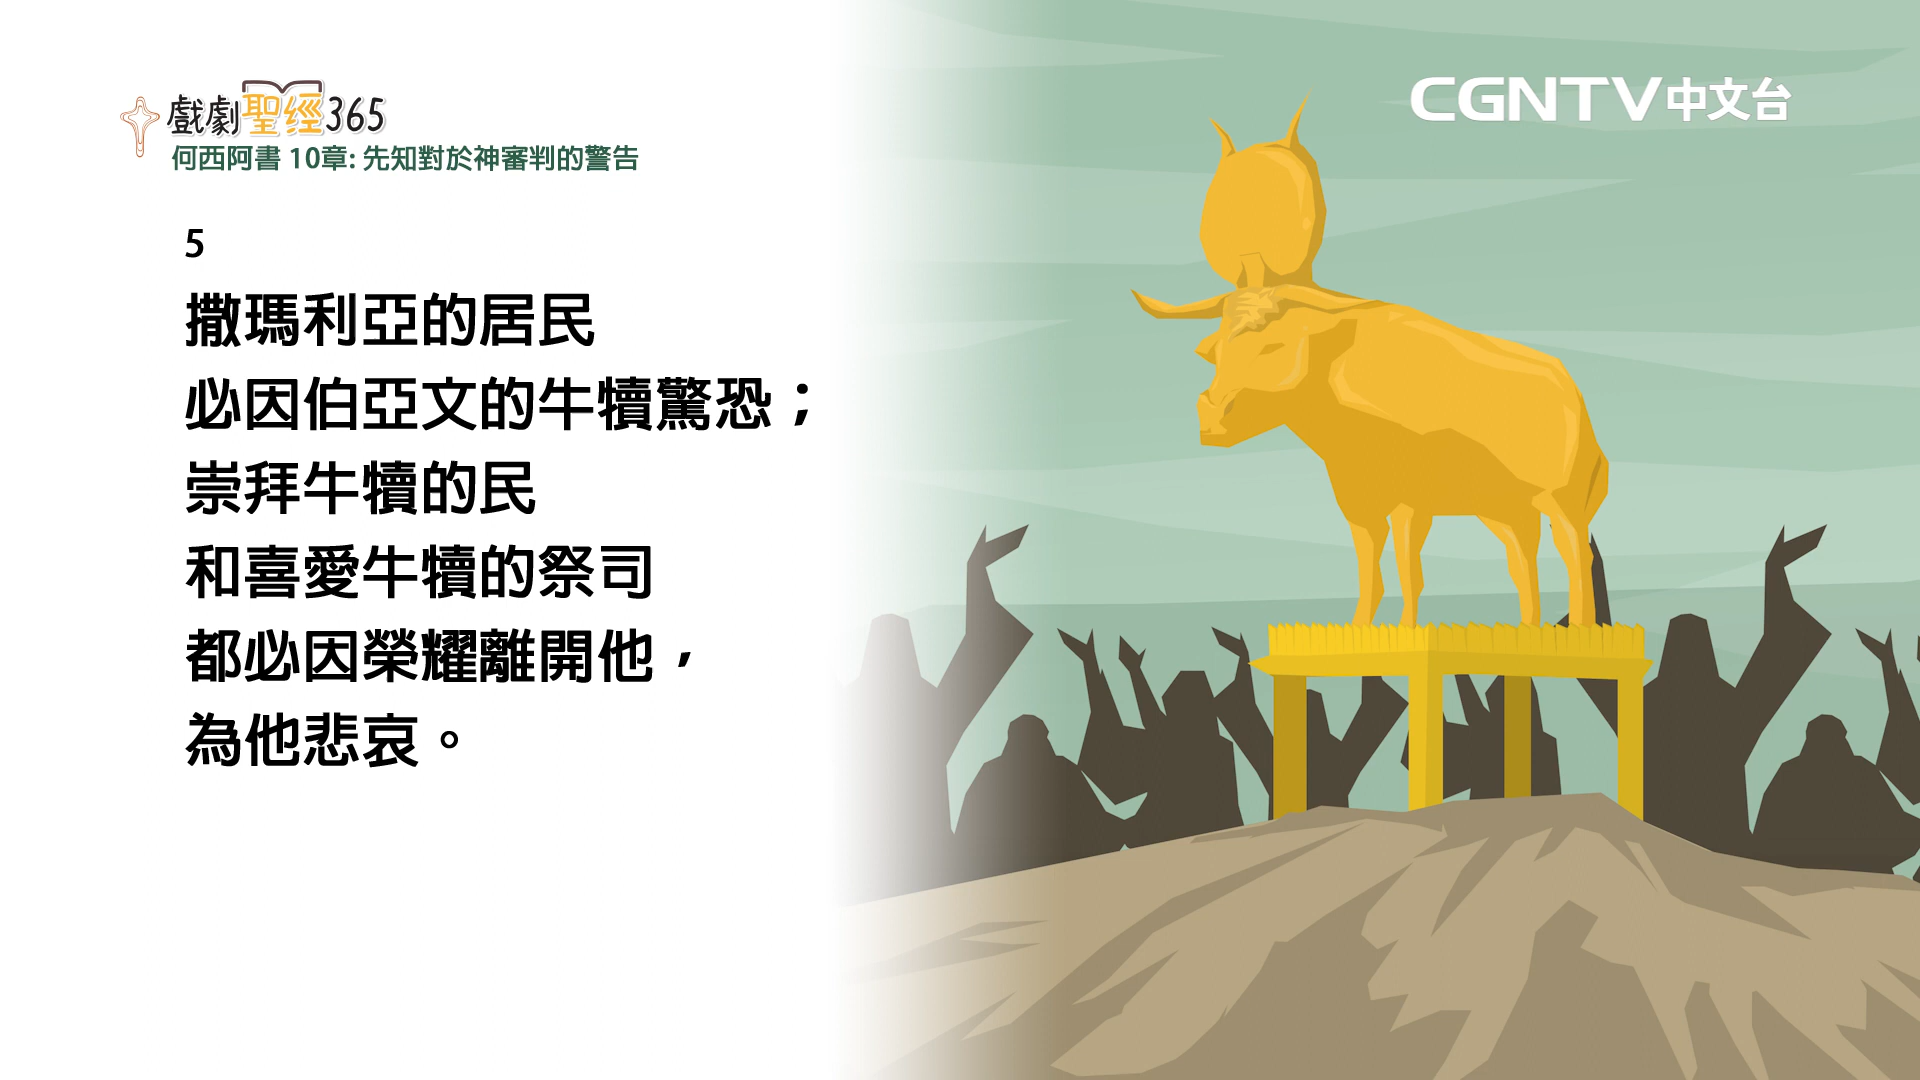 戲劇聖經365
CGNTV中文台
何西阿書 10章: 先知對於神審判的警告
5
撒瑪利亞的居民
必因伯亞文的牛犢驚恐；
崇拜牛犢的民
和喜愛牛犢的祭司
都必因榮耀離開他，
為他悲哀。